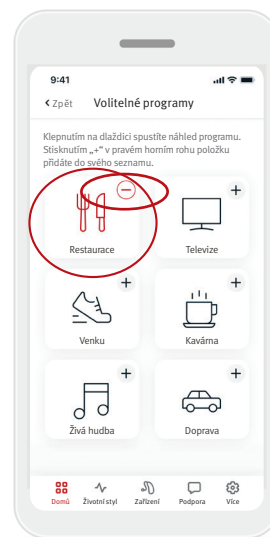 9:41
Zpět Volitelné programy
Klepnutím na dlaždici spustíte náhled programu.
Stisknutím „+“ v pravém horním rohu položku
přidáte do svého seznamu.
Restaurace Televize
Venku Kavárna
Živá hudba Doprava
Domů Životní styl Zařízení Podpora Více